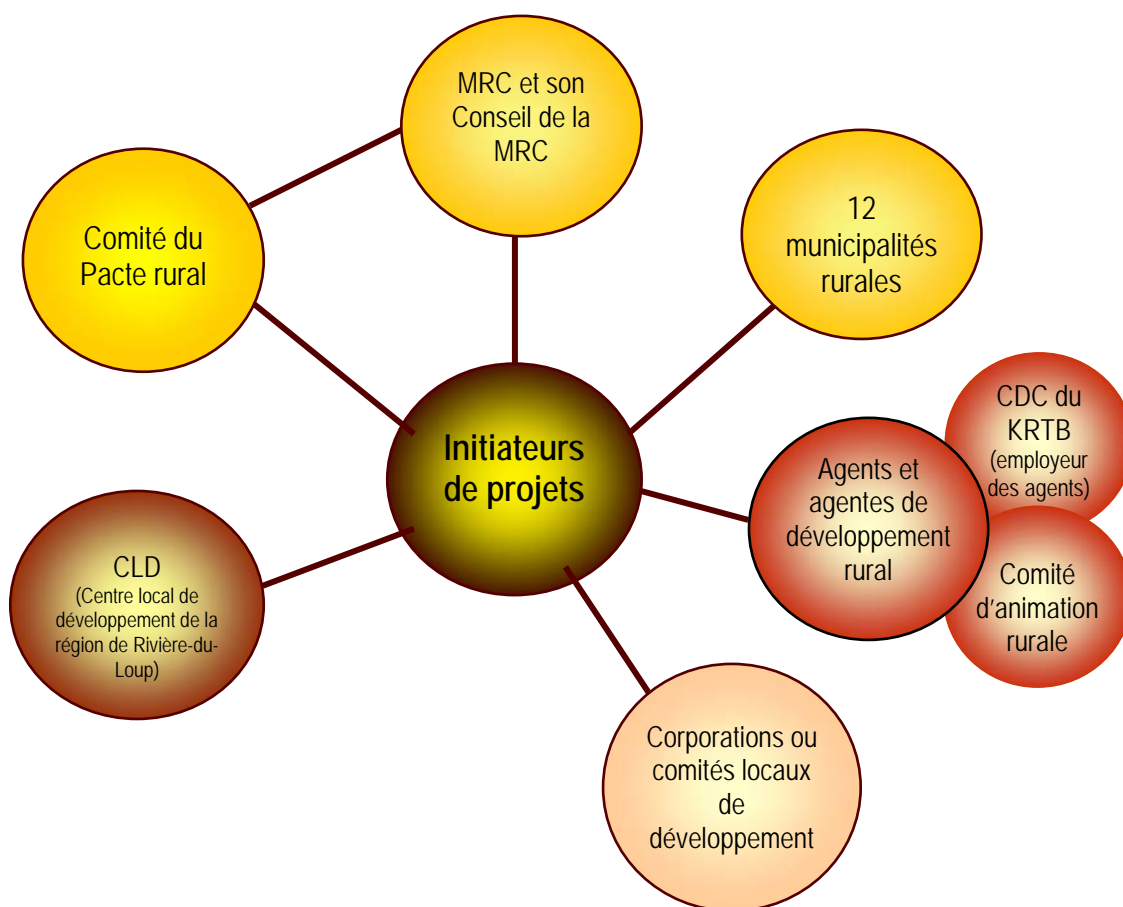 MRC et son
Conseil de la
MRC
Comité du
Pacte rural
12
municipalités
rurales
Initiateurs
de projets
CDC du
KRTB
(employeur
des agents)
Agents et
agentes de
développement
rural
Comité
d’animation
rurale
CLD
(Centre local de
développement de la
région de Rivière-du-
Loup)
Corporations ou
comités locaux
de
développement